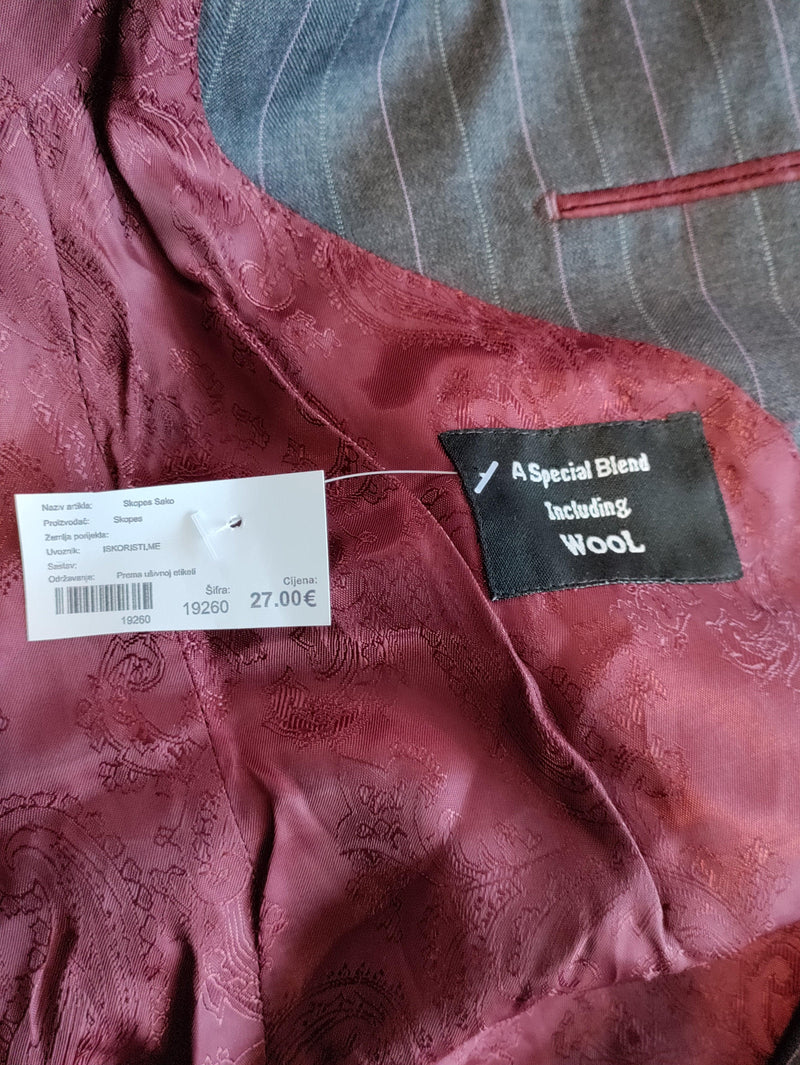 Naziv artikla: Skopes Sako
Proizvođač: Skopes
Zemlja porijekla:
Uvoznik: ISKORISTI,ME
Sastav:
Održavanje: Prema ušivnoj etiketi
Šifra: Cijena:
19260 27.00€
19260
A Special Blend
Including
WOOL